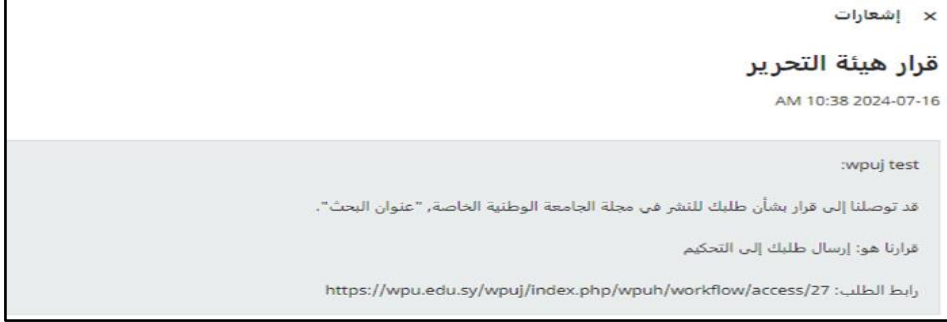 × إشعارات
قرار هيئة التحرير
AM 10:38 2024-07-16
wpuj test:
قد توصلنا إلى قرار بشأن طلبك للنشر في مجلة الجامعة الوطنية الخاصة, "عنوان البحث".
قرارنا هو: إرسال طلبك إلى التحكيم
رابط الطلب: https://wpu.edu.sy/wpuj/index.php/wpuh/workflow/access/27